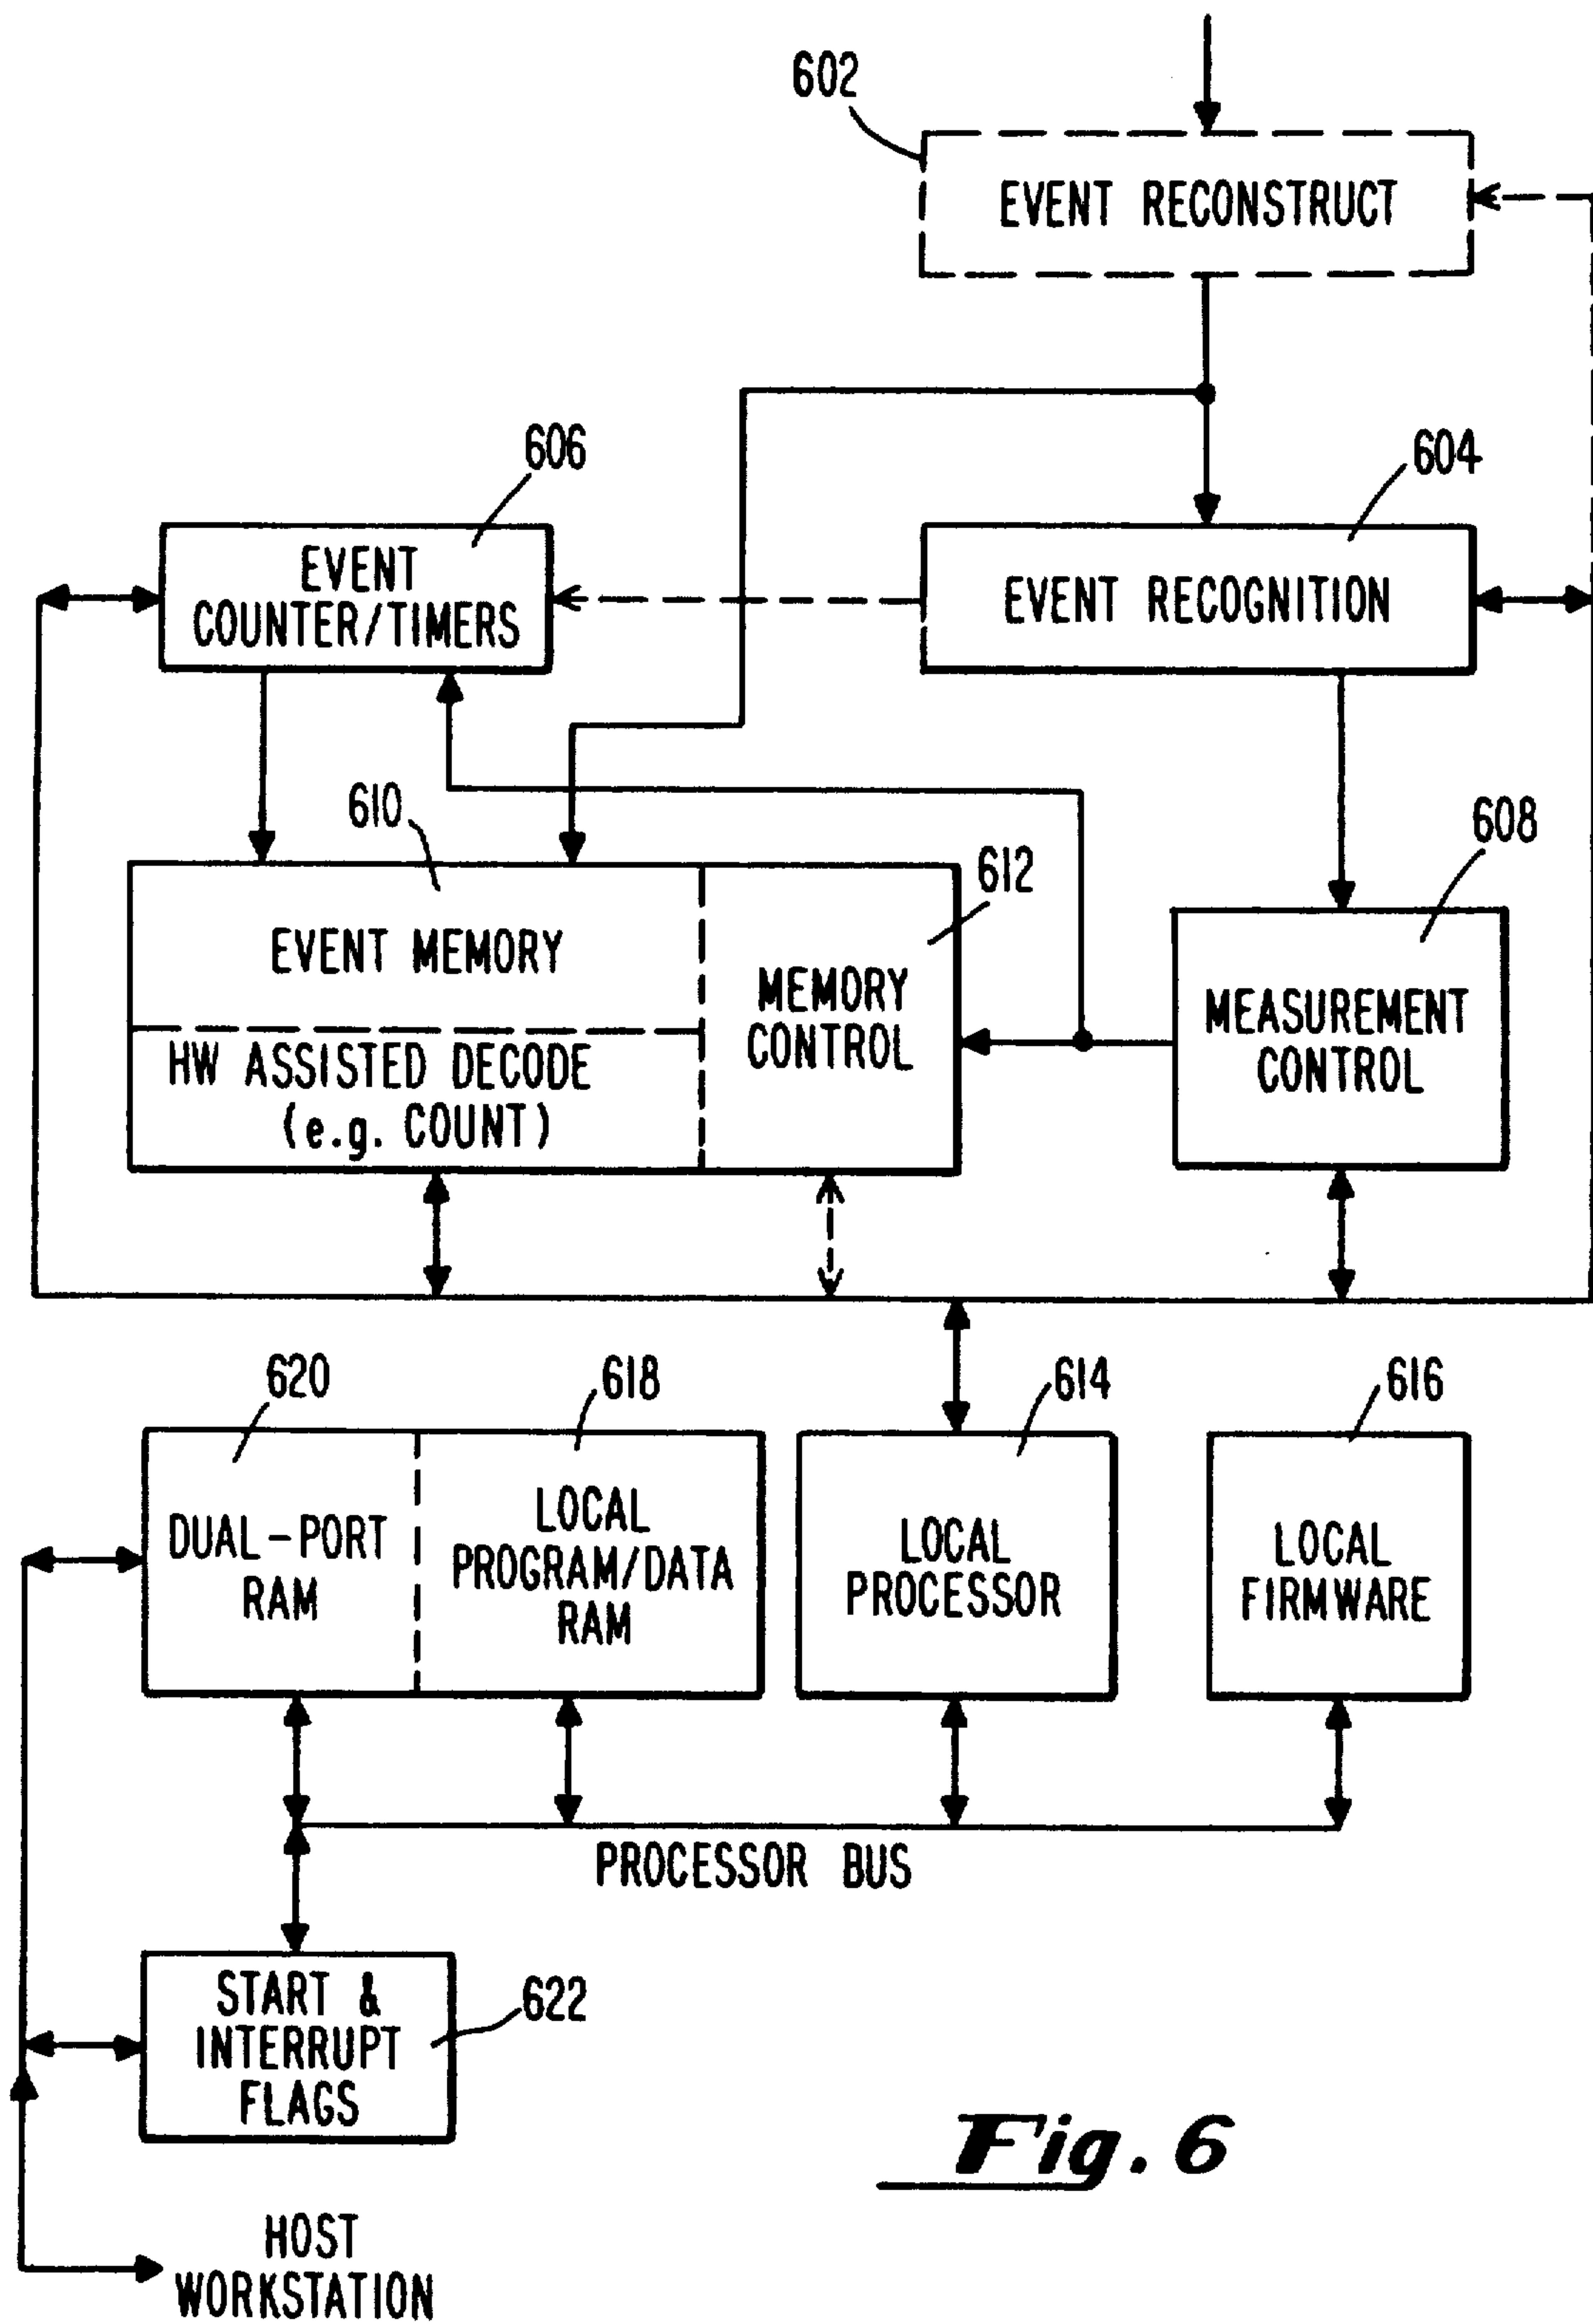 602
EVENT RECONSTRUCT
606
604
EVENT
COUNTER/TIMERS
EVENT RECOGNITION
610
612
608
EVENT MEMORY
MEMORY
CONTROL
MEASUREMENT
CONTROL
HW ASSISTED DECODE
(e.g. COUNT)
620
618
614
616
DUAL-PORT
RAM
LOCAL
PROGRAM/DATA
RAM
LOCAL
PROCESSOR
LOCAL
FIRMWARE
PROCESSOR BUS
START &
INTERRUPT
FLAGS
622
Fig. 6
HOST
WORKSTATION